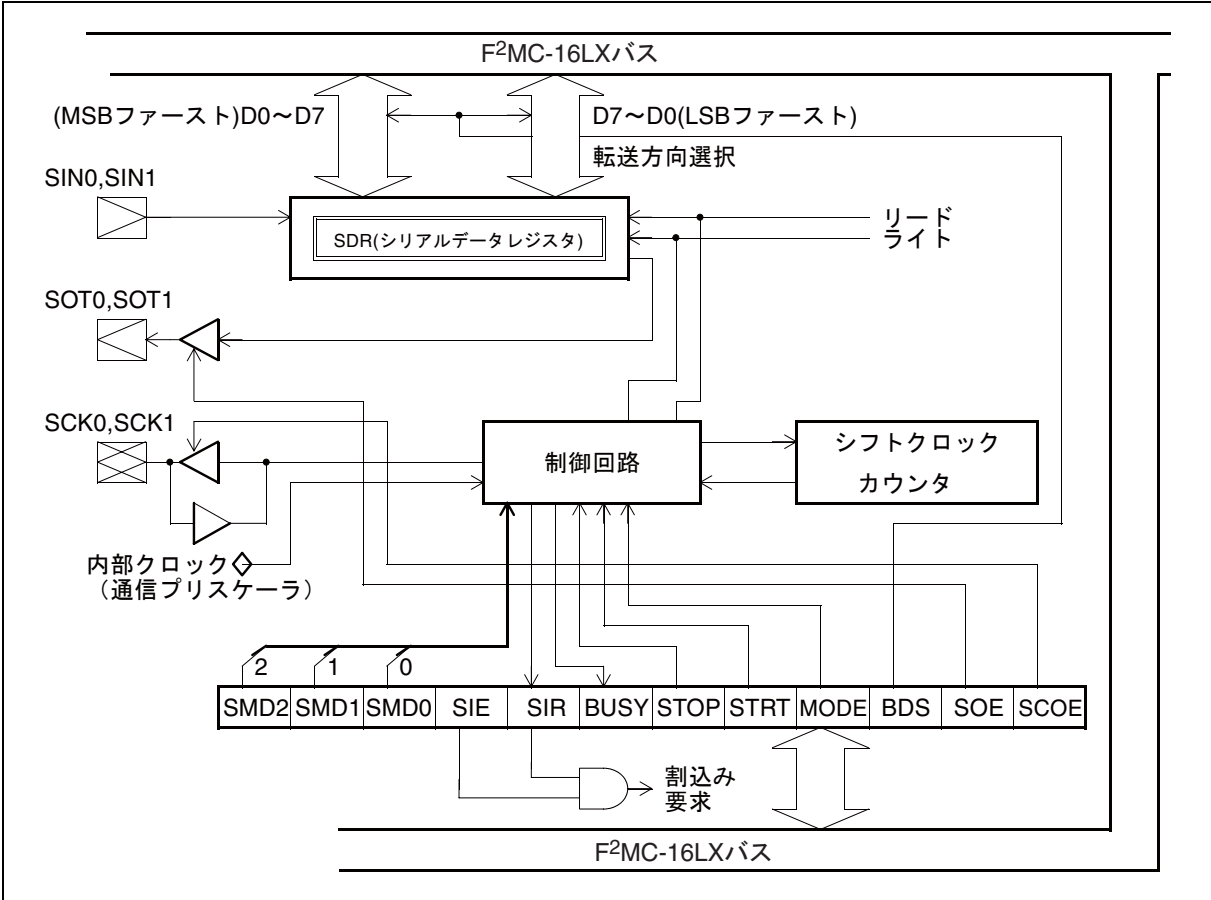 F²MC-16LXバス
(MSBファースト)D0～D7
D7～D0(LSBファースト)
転送方向選択
SIN0,SIN1
リード
ライト
SDR(シリアルデータレジスタ)
SOT0,SOT1
SCK0,SCK1
制御回路
シフトクロック
カウンタ
内部クロック
（通信プリスケーラ）
2 1 0
SMD2 SMD1 SMD0 SIE SIR BUSY STOP STRT MODE BDS SOE SCOE
割込み
要求
F²MC-16LXバス